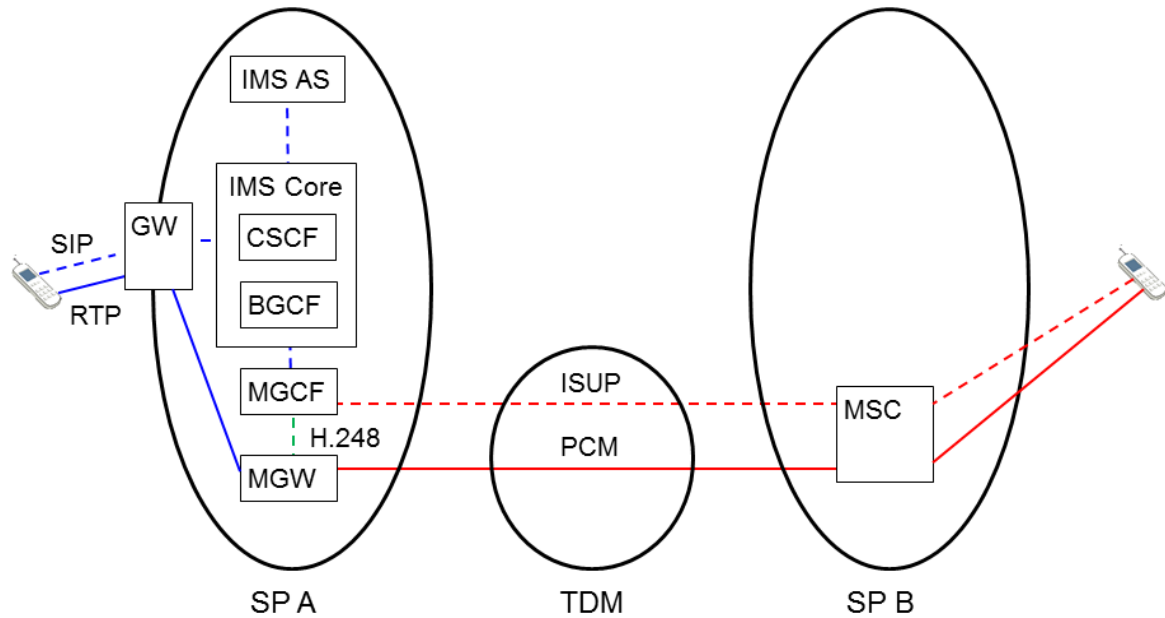 IMS AS
IMS Core
GW
CSCF
SIP
BGCF
RTP
MGCF
ISUP
MSC
H.248
PCM
MGW
SP A
TDM
SP B